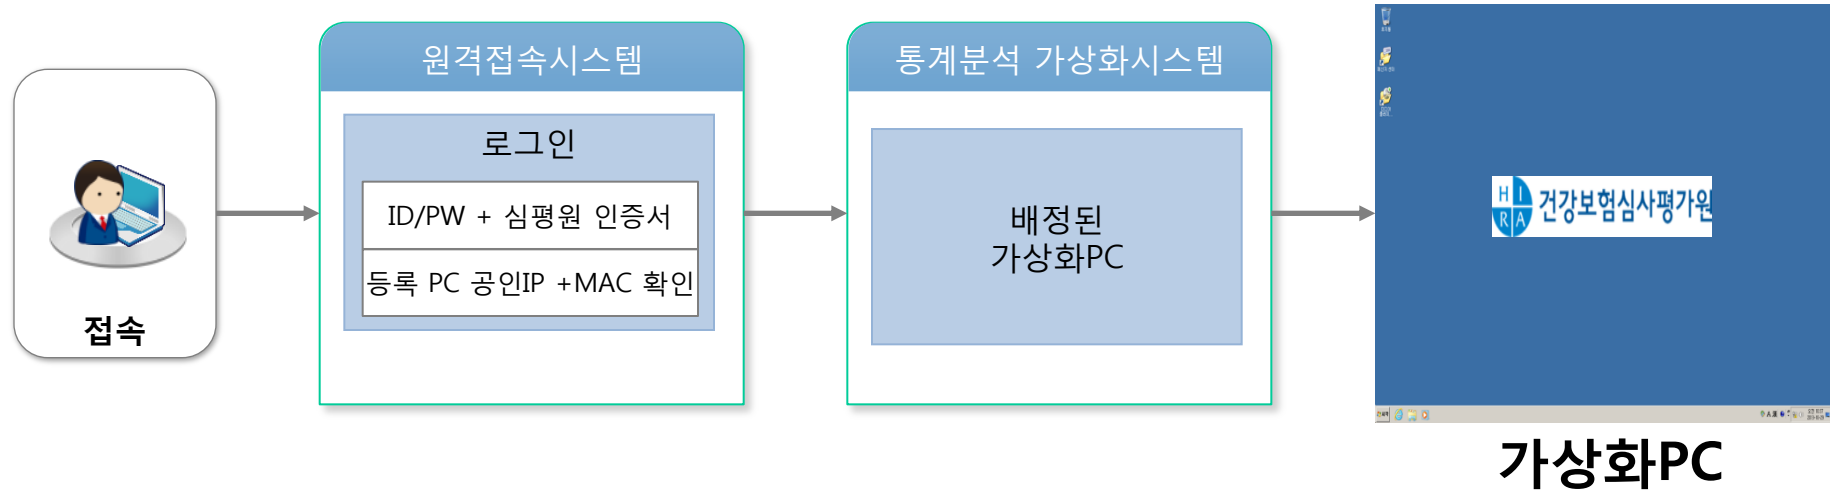 접속
원격접속시스템
로그인
ID/PW + 심평원 인증서
등록 PC 공인IP +MAC 확인
통계분석 가상화시스템
배정된
가상화PC
H I
R A
건강보험심사평가원
가상화PC